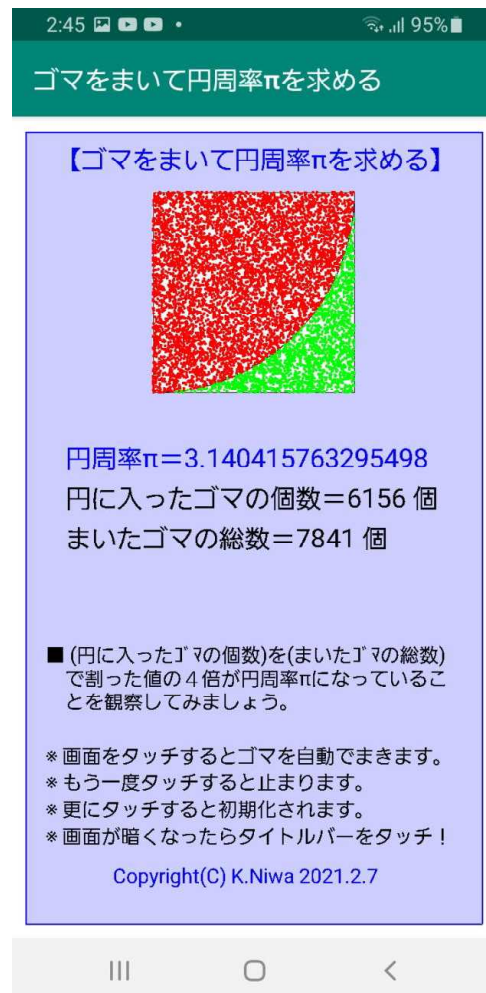 2:45
95%
ゴマをまいて円周率πを求める
【ゴマをまいて円周率πを求める】
円周率π＝3.140415763295498
円に入ったゴマの個数＝6156 個
まいたゴマの総数＝7841 個
■ (円に入ったｺﾞﾏの個数)を(まいたｺﾞﾏの総数)
で割った値の４倍が円周率πになっているこ
とを観察してみましょう。
※画面をタッチするとゴマを自動でまきます。
※もう一度タッチすると止まります。
※更にタッチすると初期化されます。
※画面が暗くなったらタイトルバーをタッチ！
Copyright(C) K.Niwa 2021.2.7